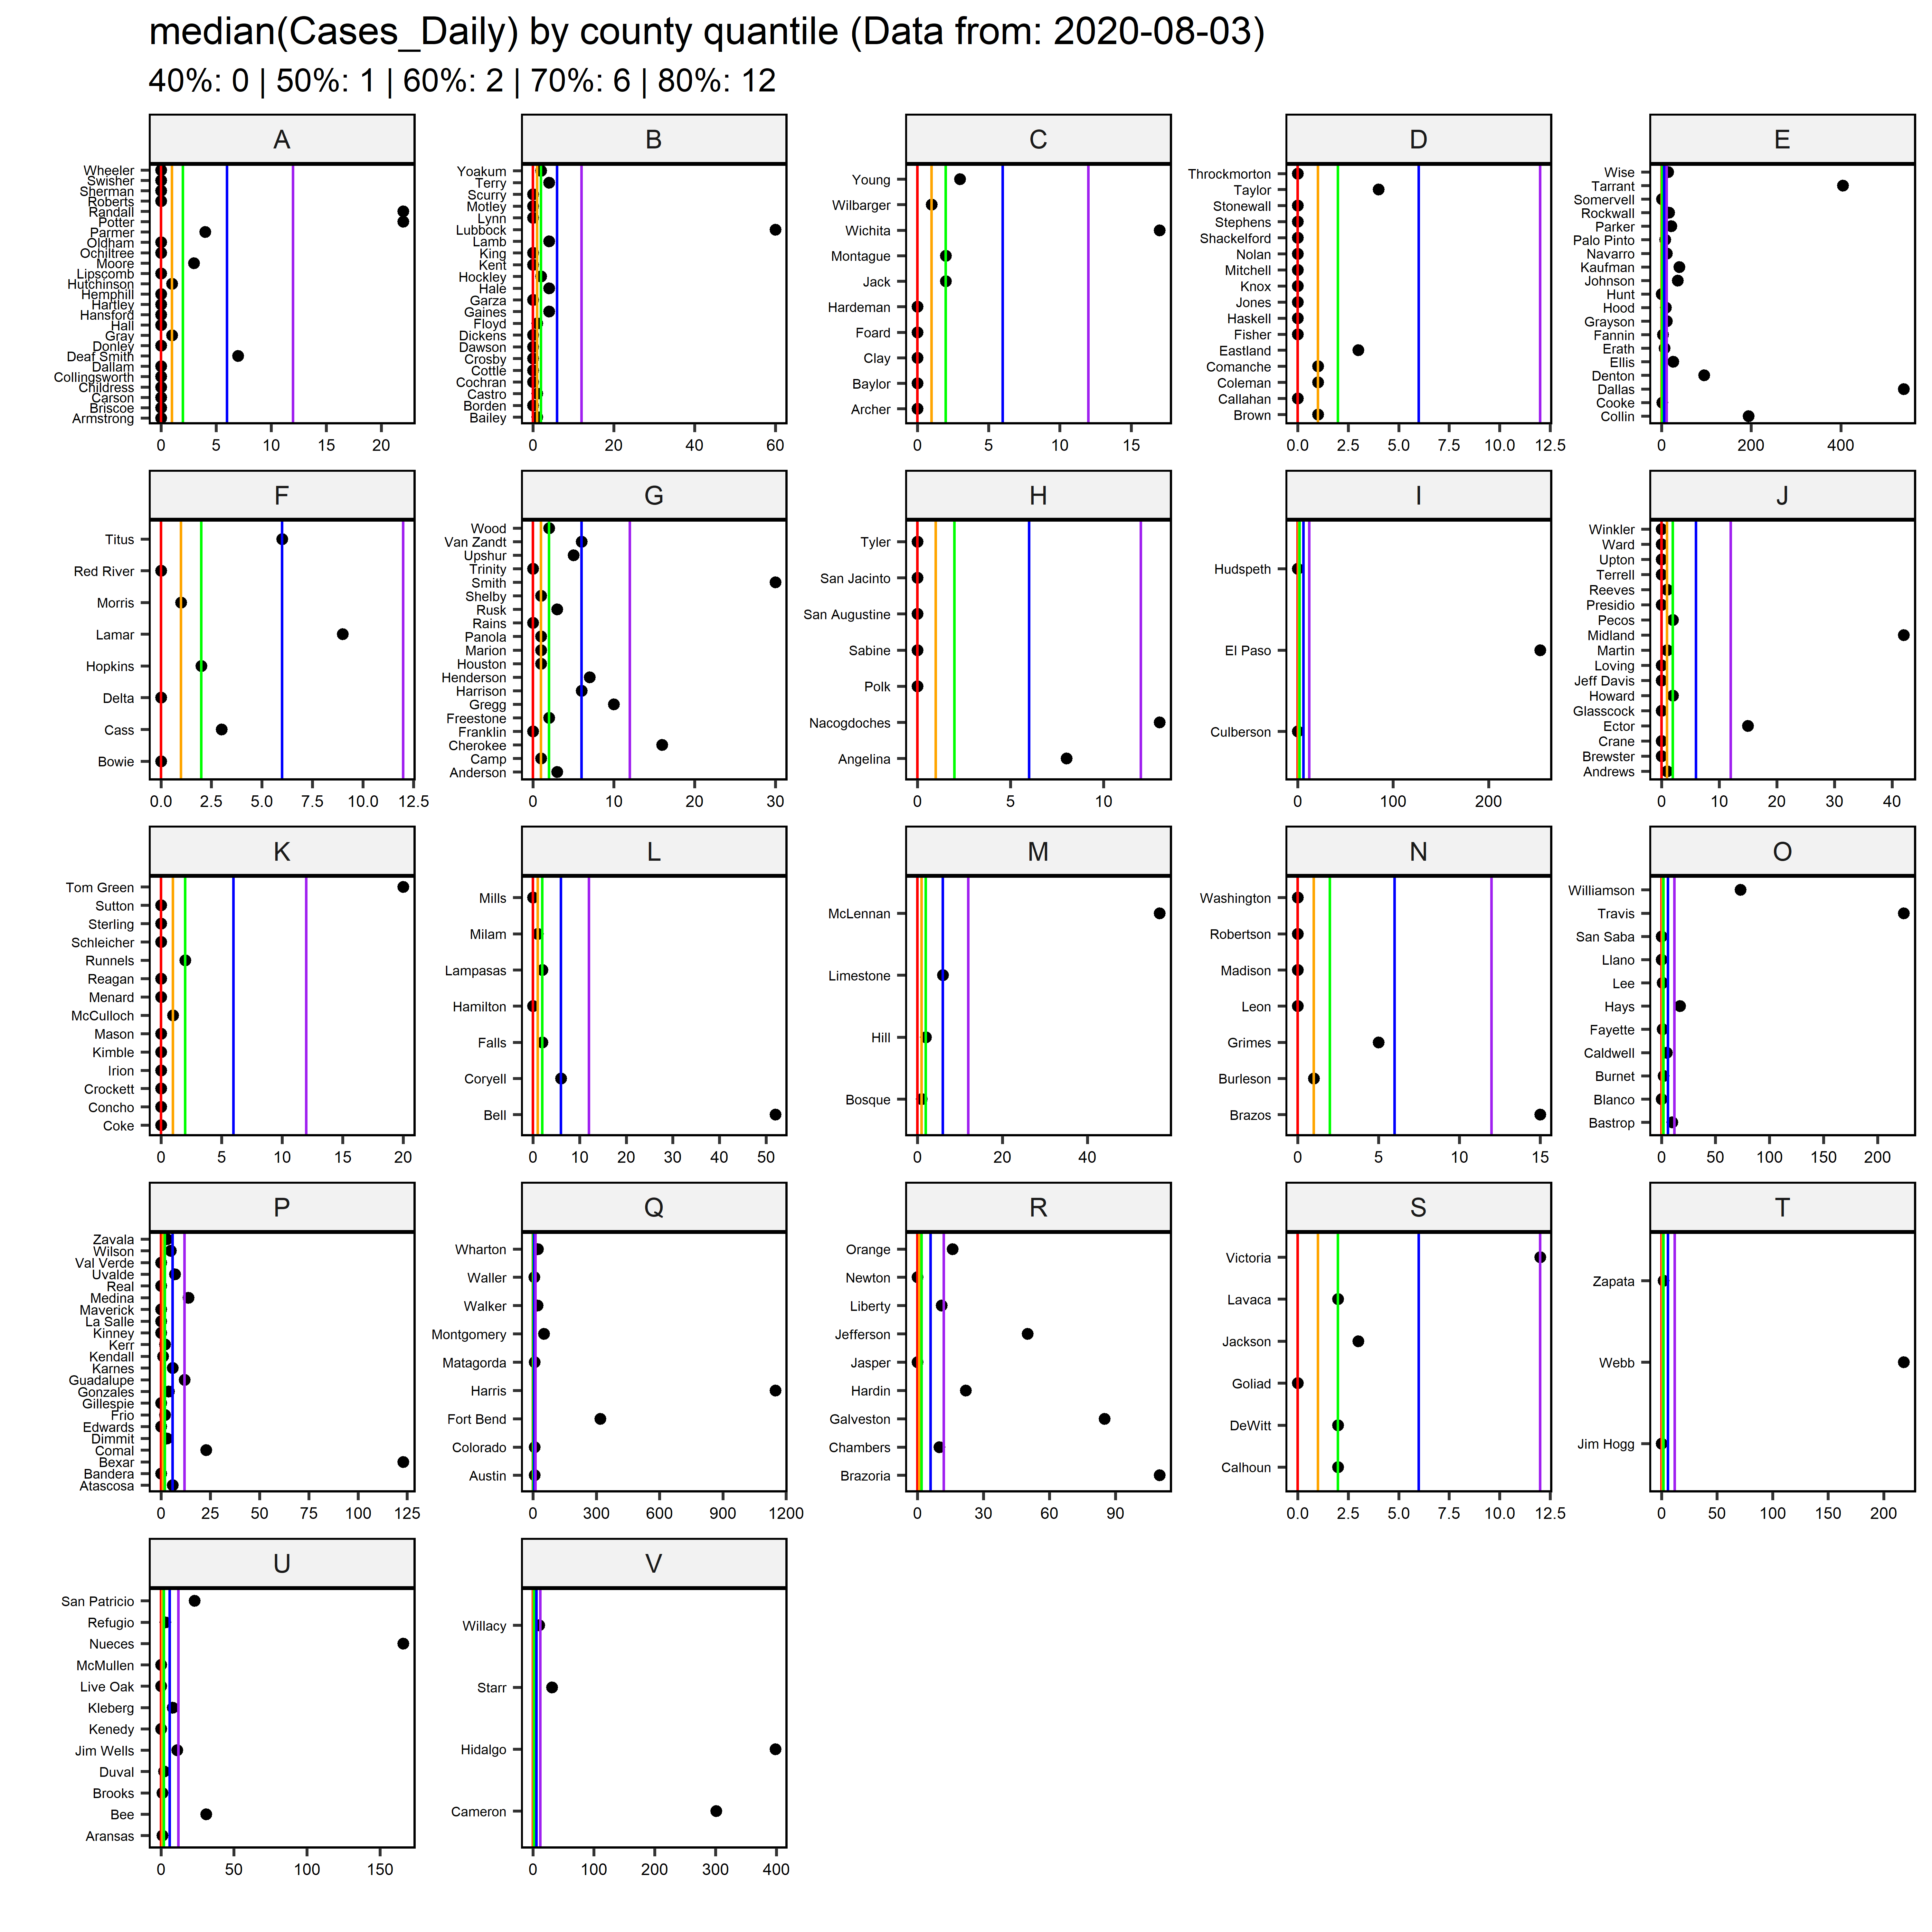 median(Cases_Daily) by county quantile (Data from: 2020-08-03)
40%: 0 | 50%: 1 | 60%: 2 | 70%: 6 | 80%: 12
A
Wheeler
Swisher
Sherman
Roberts
Randall
Potter
Parmer
Oldham
Ochiltree
Moore
Lipscomb
Hutchinson
Hemphill
Hartley
Hansford
Hall
Gray
Donley
Deaf Smith
Dallam
Collingsworth
Childress
Carson
Briscoe
Armstrong
0 5 10 15 20
B
Yoakum
Terry
Scurry
Motley
Lynn
Lubbock
Lamb
King
Kent
Hockley
Hale
Garza
Gaines
Floyd
Dickens
Dawson
Crosby
Cottle
Cochran
Castro
Borden
Bailey
0 20 40 60
C
Young
Wilbarger
Wichita
Montague
Jack
Hardeman
Foard
Clay
Baylor
Archer
0 5 10 15
D
Throckmorton
Taylor
Stonewall
Stephens
Shackelford
Nolan
Mitchell
Knox
Jones
Haskell
Fisher
Eastland
Comanche
Coleman
Callahan
Brown
0.0 2.5 5.0 7.5 10.0 12.5
E
Wise
Tarrant
Somervell
Rockwall
Parker
Palo Pinto
Navarro
Kaufman
Johnson
Hunt
Hood
Grayson
Fannin
Erath
Ellis
Denton
Dallas
Cooke
Collin
0 200 400
F
Titus
Red River
Morris
Lamar
Hopkins
Delta
Cass
Bowie
0.0 2.5 5.0 7.5 10.0 12.5
G
Wood
Van Zandt
Upshur
Trinity
Smith
Shelby
Rusk
Rains
Panola
Marion
Houston
Henderson
Harrison
Gregg
Freestone
Franklin
Cherokee
Camp
Anderson
0 10 20 30
H
Tyler
San Jacinto
San Augustine
Sabine
Polk
Nacogdoches
Angelina
0 5 10
I
Hudspeth
El Paso
Culberson
0 100 200
J
Winkler
Ward
Upton
Terrell
Reeves
Presidio
Pecos
Midland
Martin
Loving
Jeff Davis
Howard
Glasscock
Ector
Crane
Brewster
Andrews
0 10 20 30 40
K
Tom Green
Sutton
Sterling
Schleicher
Runnels
Reagan
Menard
McCulloch
Mason
Kimble
Irion
Crockett
Concho
Coke
0 5 10 15 20
L
Mills
Milam
Lampasas
Hamilton
Falls
Coryell
Bell
0 10 20 30 40 50
M
McLennan
Limestone
Hill
Bosque
0 20 40
N
Washington
Robertson
Madison
Leon
Grimes
Burleson
Brazos
0 5 10 15
O
Williamson
Travis
San Saba
Llano
Lee
Hays
Fayette
Caldwell
Burnet
Blanco
Bastrop
0 50 100 150 200
P
Zavala
Wilson
Val Verde
Uvalde
Real
Medina
Maverick
La Salle
Kinney
Kerr
Kendall
Karnes
Guadalupe
Gonzales
Gillespie
Frio
Edwards
Dimmit
Comal
Bexar
Bandera
Atascosa
0 25 50 75 100 125
Q
Wharton
Waller
Walker
Montgomery
Matagorda
Harris
Fort Bend
Colorado
Austin
0 300 600 900 1200
R
Orange
Newton
Liberty
Jefferson
Jasper
Hardin
Galveston
Chambers
Brazoria
0 30 60 90
S
Victoria
Lavaca
Jackson
Goliad
DeWitt
Calhoun
0.0 2.5 5.0 7.5 10.0 12.5
T
Zapata
Webb
Jim Hogg
0 50 100 150 200
U
San Patricio
Refugio
Nueces
McMullen
Live Oak
Kleberg
Kenedy
Jim Wells
Duval
Brooks
Bee
Aransas
0 50 100 150
V
Willacy
Starr
Hidalgo
Cameron
0 100 200 300 400